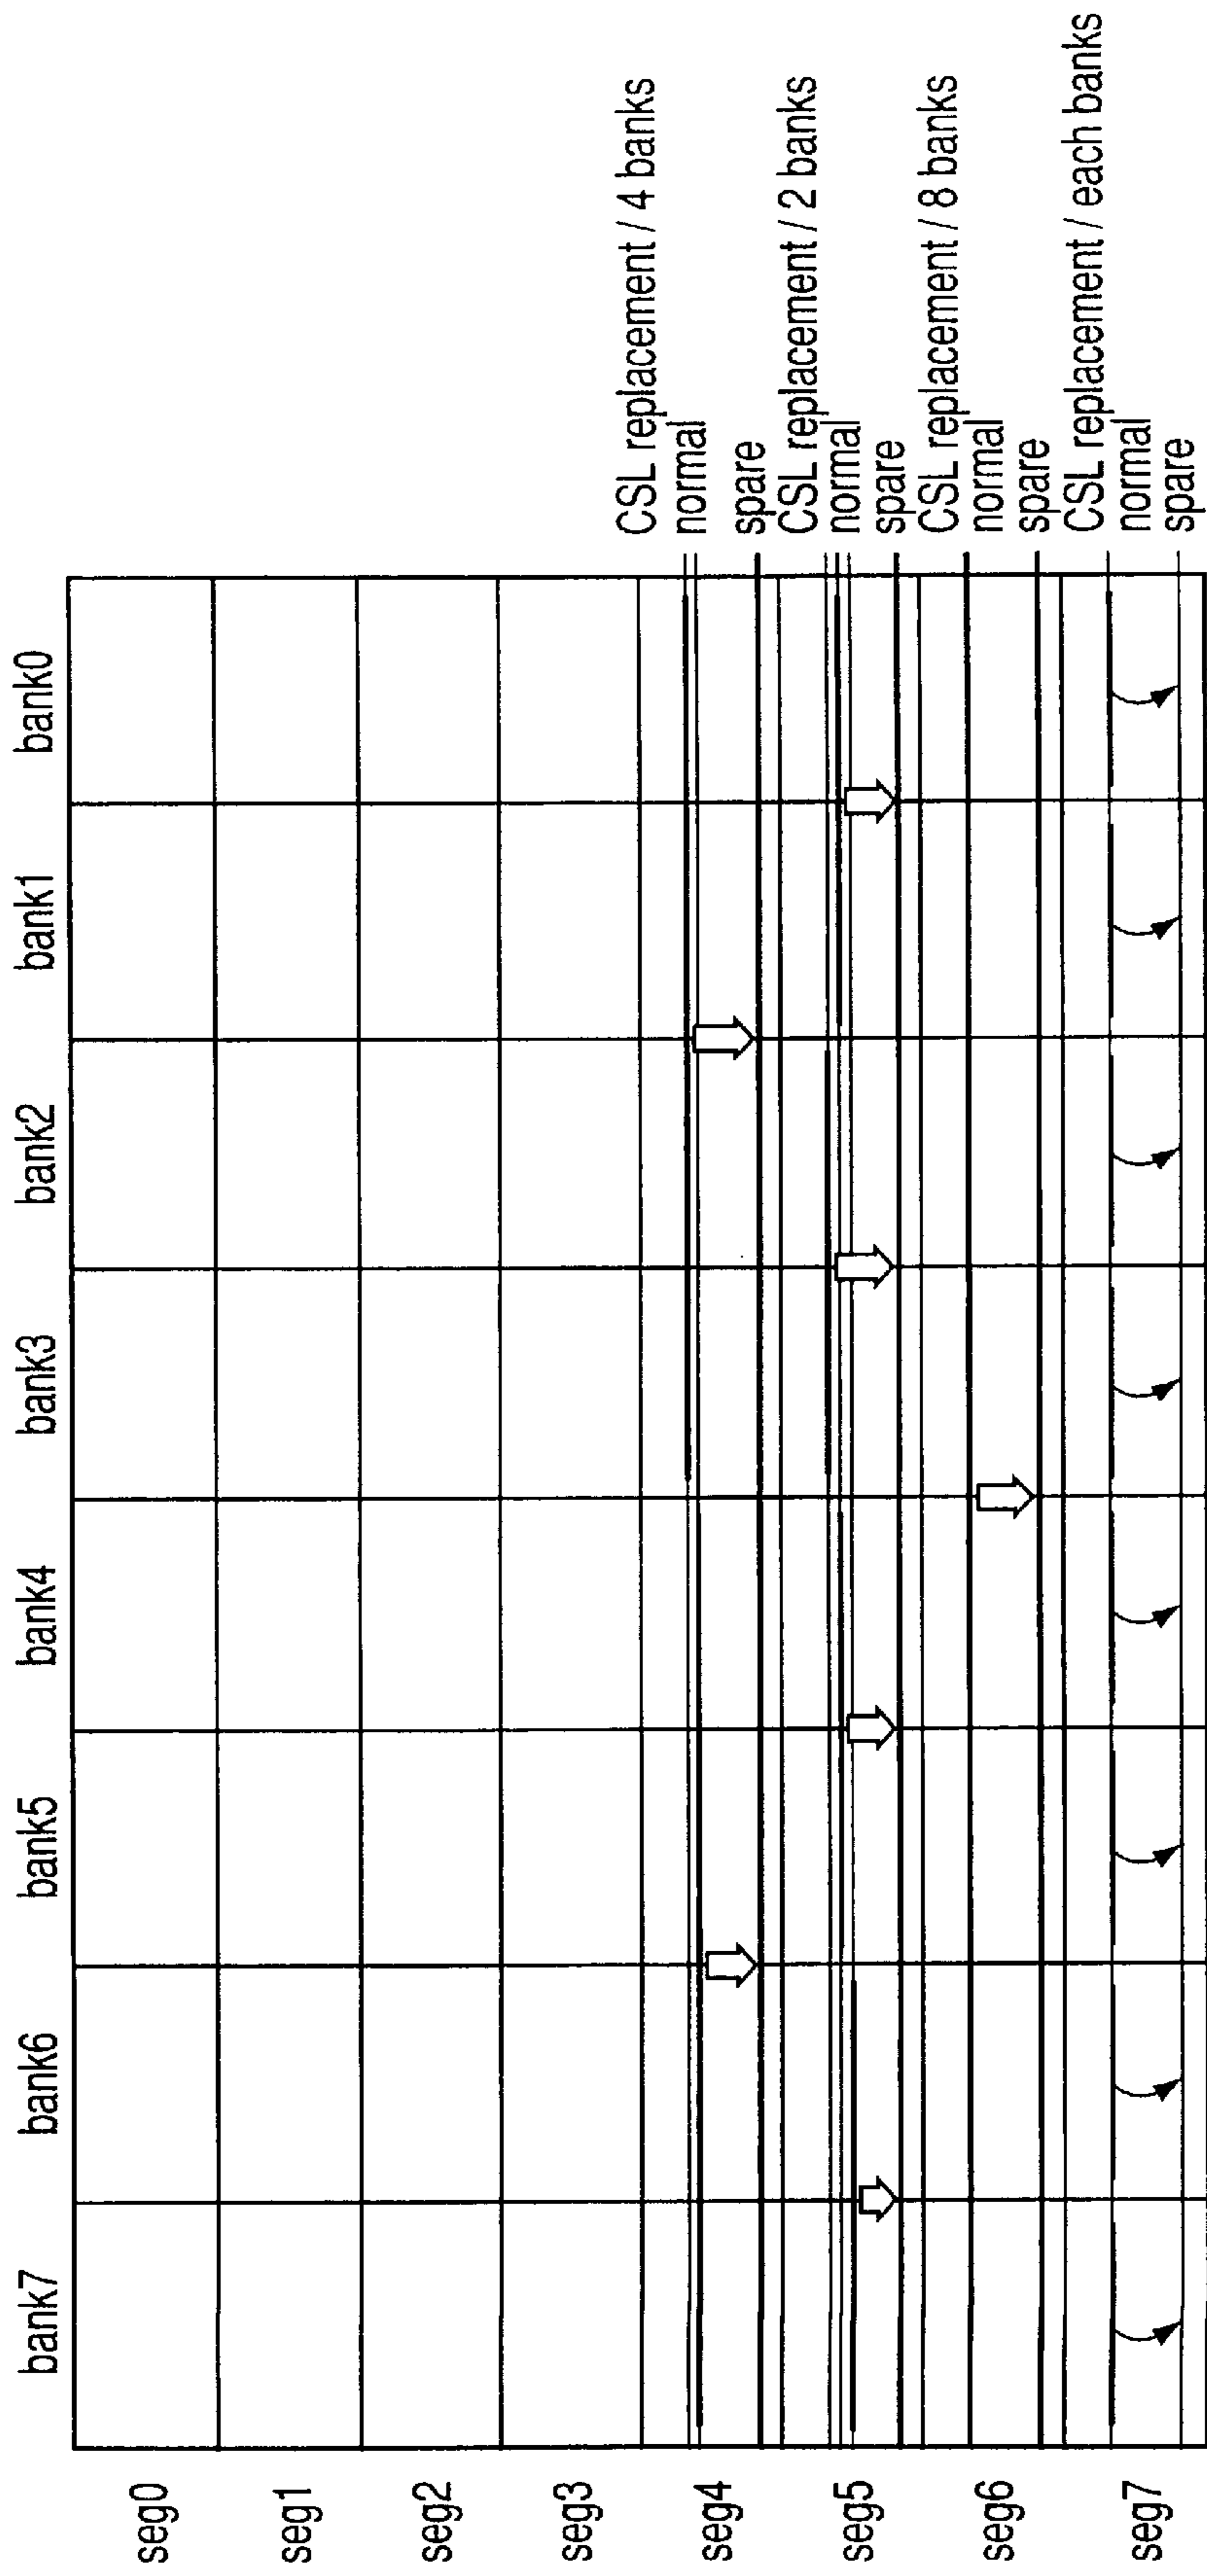 bank7
bank6
bank5
bank4
bank3
bank2
bank1
bank0
seg0
seg1
seg2
seg3
seg4
seg5
seg6
seg7
CSL replacement / 4 banks
normal
spare
CSL replacement / 2 banks
normal
spare
CSL replacement / 8 banks
normal
spare
CSL replacement / each banks
normal
spare